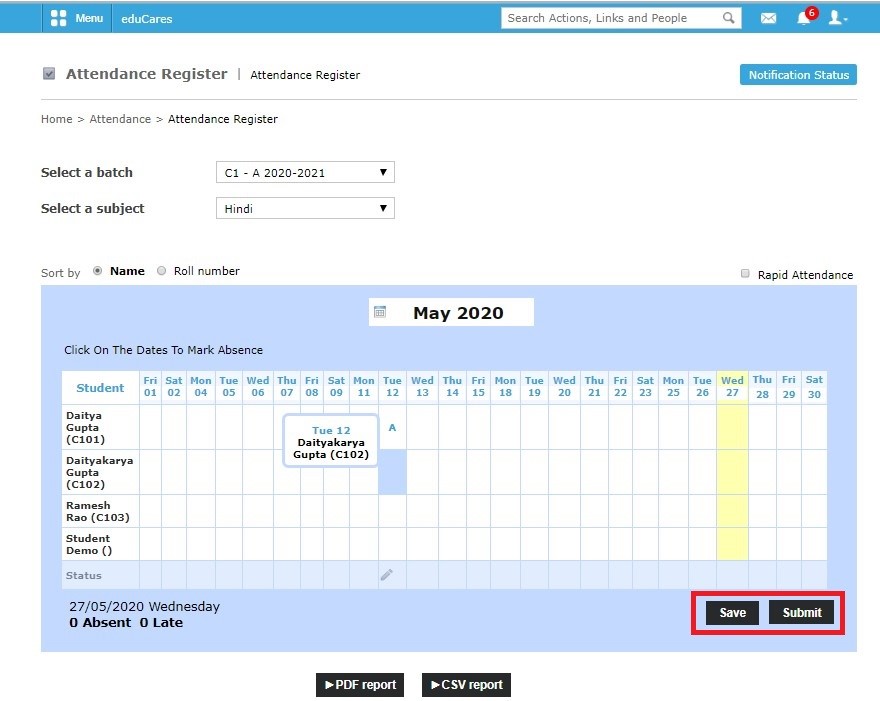 Menu eduCares Search Actions, Links and People 6
Attendance Register | Attendance Register Notification Status
Home > Attendance > Attendance Register
Select a batch C1 - A 2020-2021
Select a subject Hindi
Sort by Name Roll number Rapid Attendance
May 2020
Click On The Dates To Mark Absence
Student Fri 01 Sat 02 Mon 04 Tue 05 Wed 06 Thu 07 Fri 08 Sat 09 Mon 11 Tue 12 Wed 13 Thu 14 Fri 15 Mon 18 Tue 19 Wed 20 Thu 21 Fri 22 Sat 23 Mon 25 Tue 26 Wed 27 Thu 28 Fri 29 Sat 30
Daitya
Gupta
(C101)
A
Tue 12
Daityakarya
Gupta (C102)
Daityakarya
Gupta
(C102)
Ramesh
Rao (C103)
Student
Demo ()
Status
27/05/2020 Wednesday
0 Absent 0 Late
Save Submit
PDF report CSV report